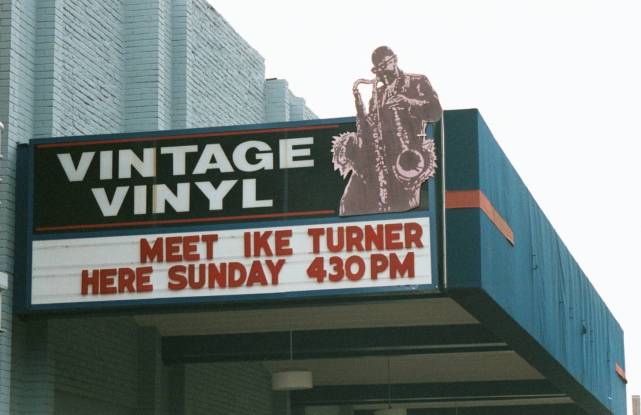 VINTAGE
VINYL
MEET IKE TURNER
HERE SUNDAY 430PM